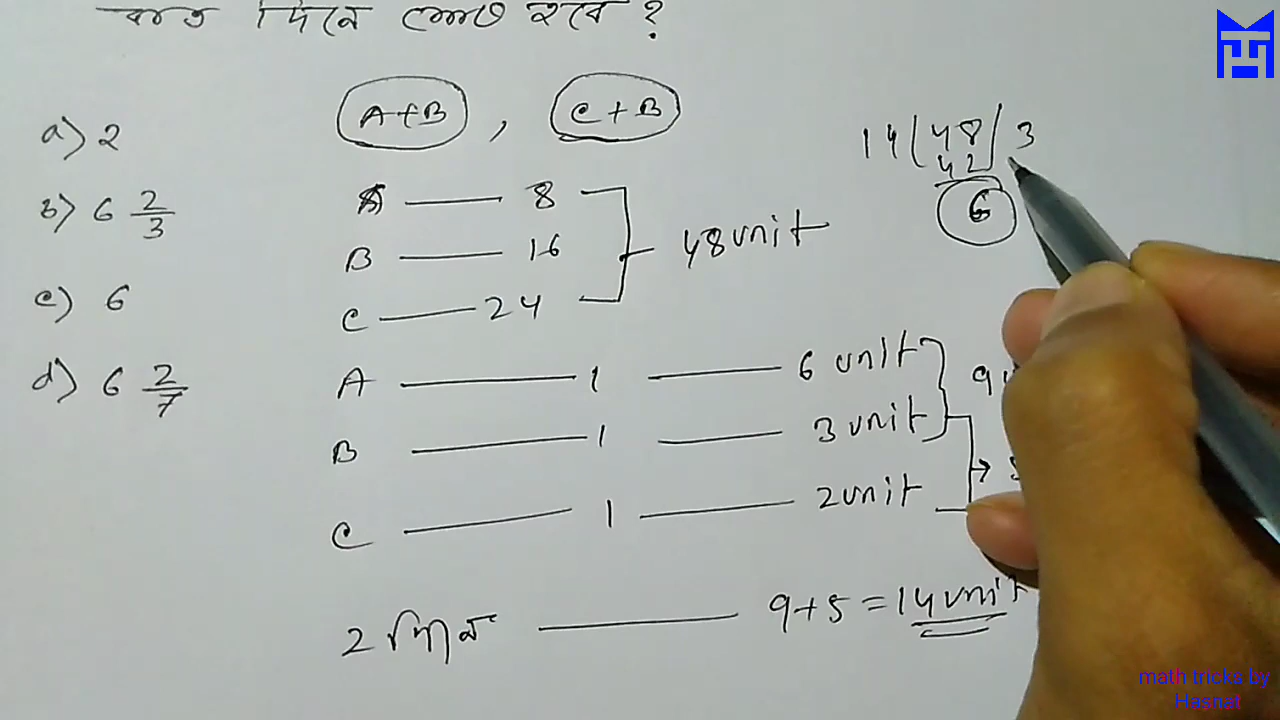 কত দিনে শেষ হবে ?
A+B , C+B
a) 2
b) 6 2/3
c) 6
d) 6 2/7
14(48/3
42
6
A — 8
B — 16
C — 24
48 unit
A — 1 — 6 unit
B — 1 — 3 unit
C — 1 — 2 unit
9
→ 5
2 দিনে — 9+5 = 14 unit
math tricks by
Hasnat